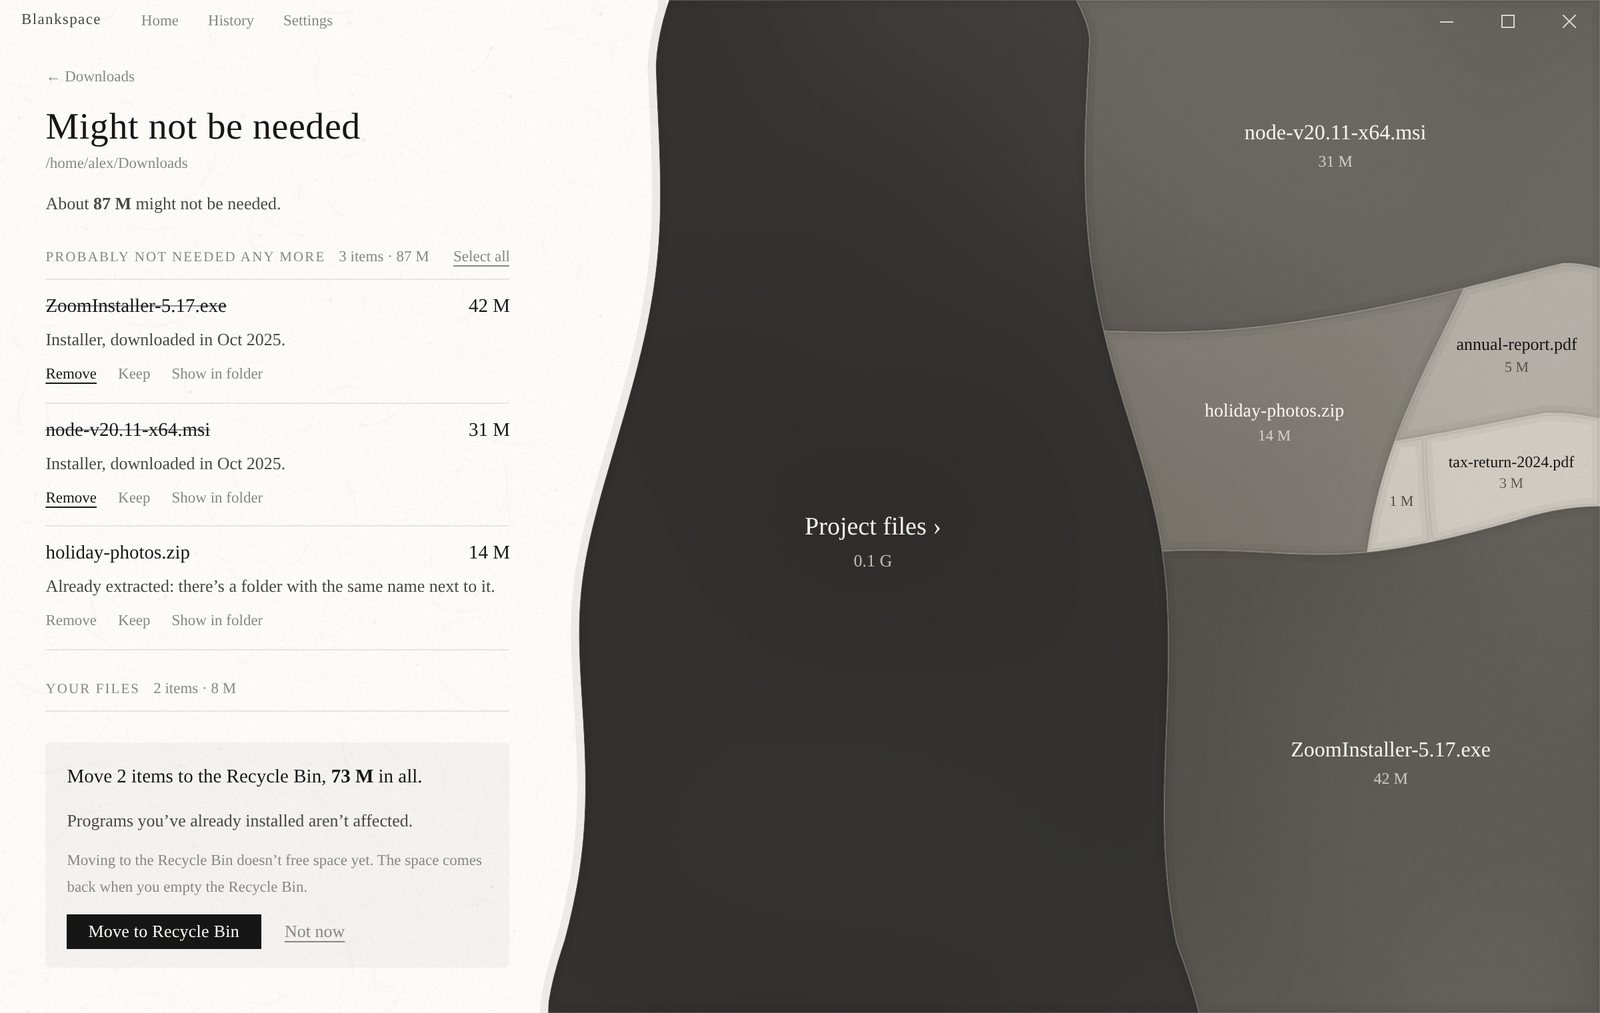 Blankspace Home History Settings
← Downloads
Might not be needed
/home/alex/Downloads
About 87 M might not be needed.
PROBABLY NOT NEEDED ANY MORE 3 items · 87 M Select all
ZoomInstaller-5.17.exe 42 M
Installer, downloaded in Oct 2025.
Remove Keep Show in folder
node-v20.11-x64.msi 31 M
Installer, downloaded in Oct 2025.
Remove Keep Show in folder
holiday-photos.zip 14 M
Already extracted: there’s a folder with the same name next to it.
Remove Keep Show in folder
YOUR FILES 2 items · 8 M
Move 2 items to the Recycle Bin, 73 M in all.
Programs you’ve already installed aren’t affected.
Moving to the Recycle Bin doesn’t free space yet. The space comes
back when you empty the Recycle Bin.
Move to Recycle Bin Not now
Project files ›
0.1 G
node-v20.11-x64.msi
31 M
holiday-photos.zip
14 M
annual-report.pdf
5 M
tax-return-2024.pdf
3 M
1 M
ZoomInstaller-5.17.exe
42 M